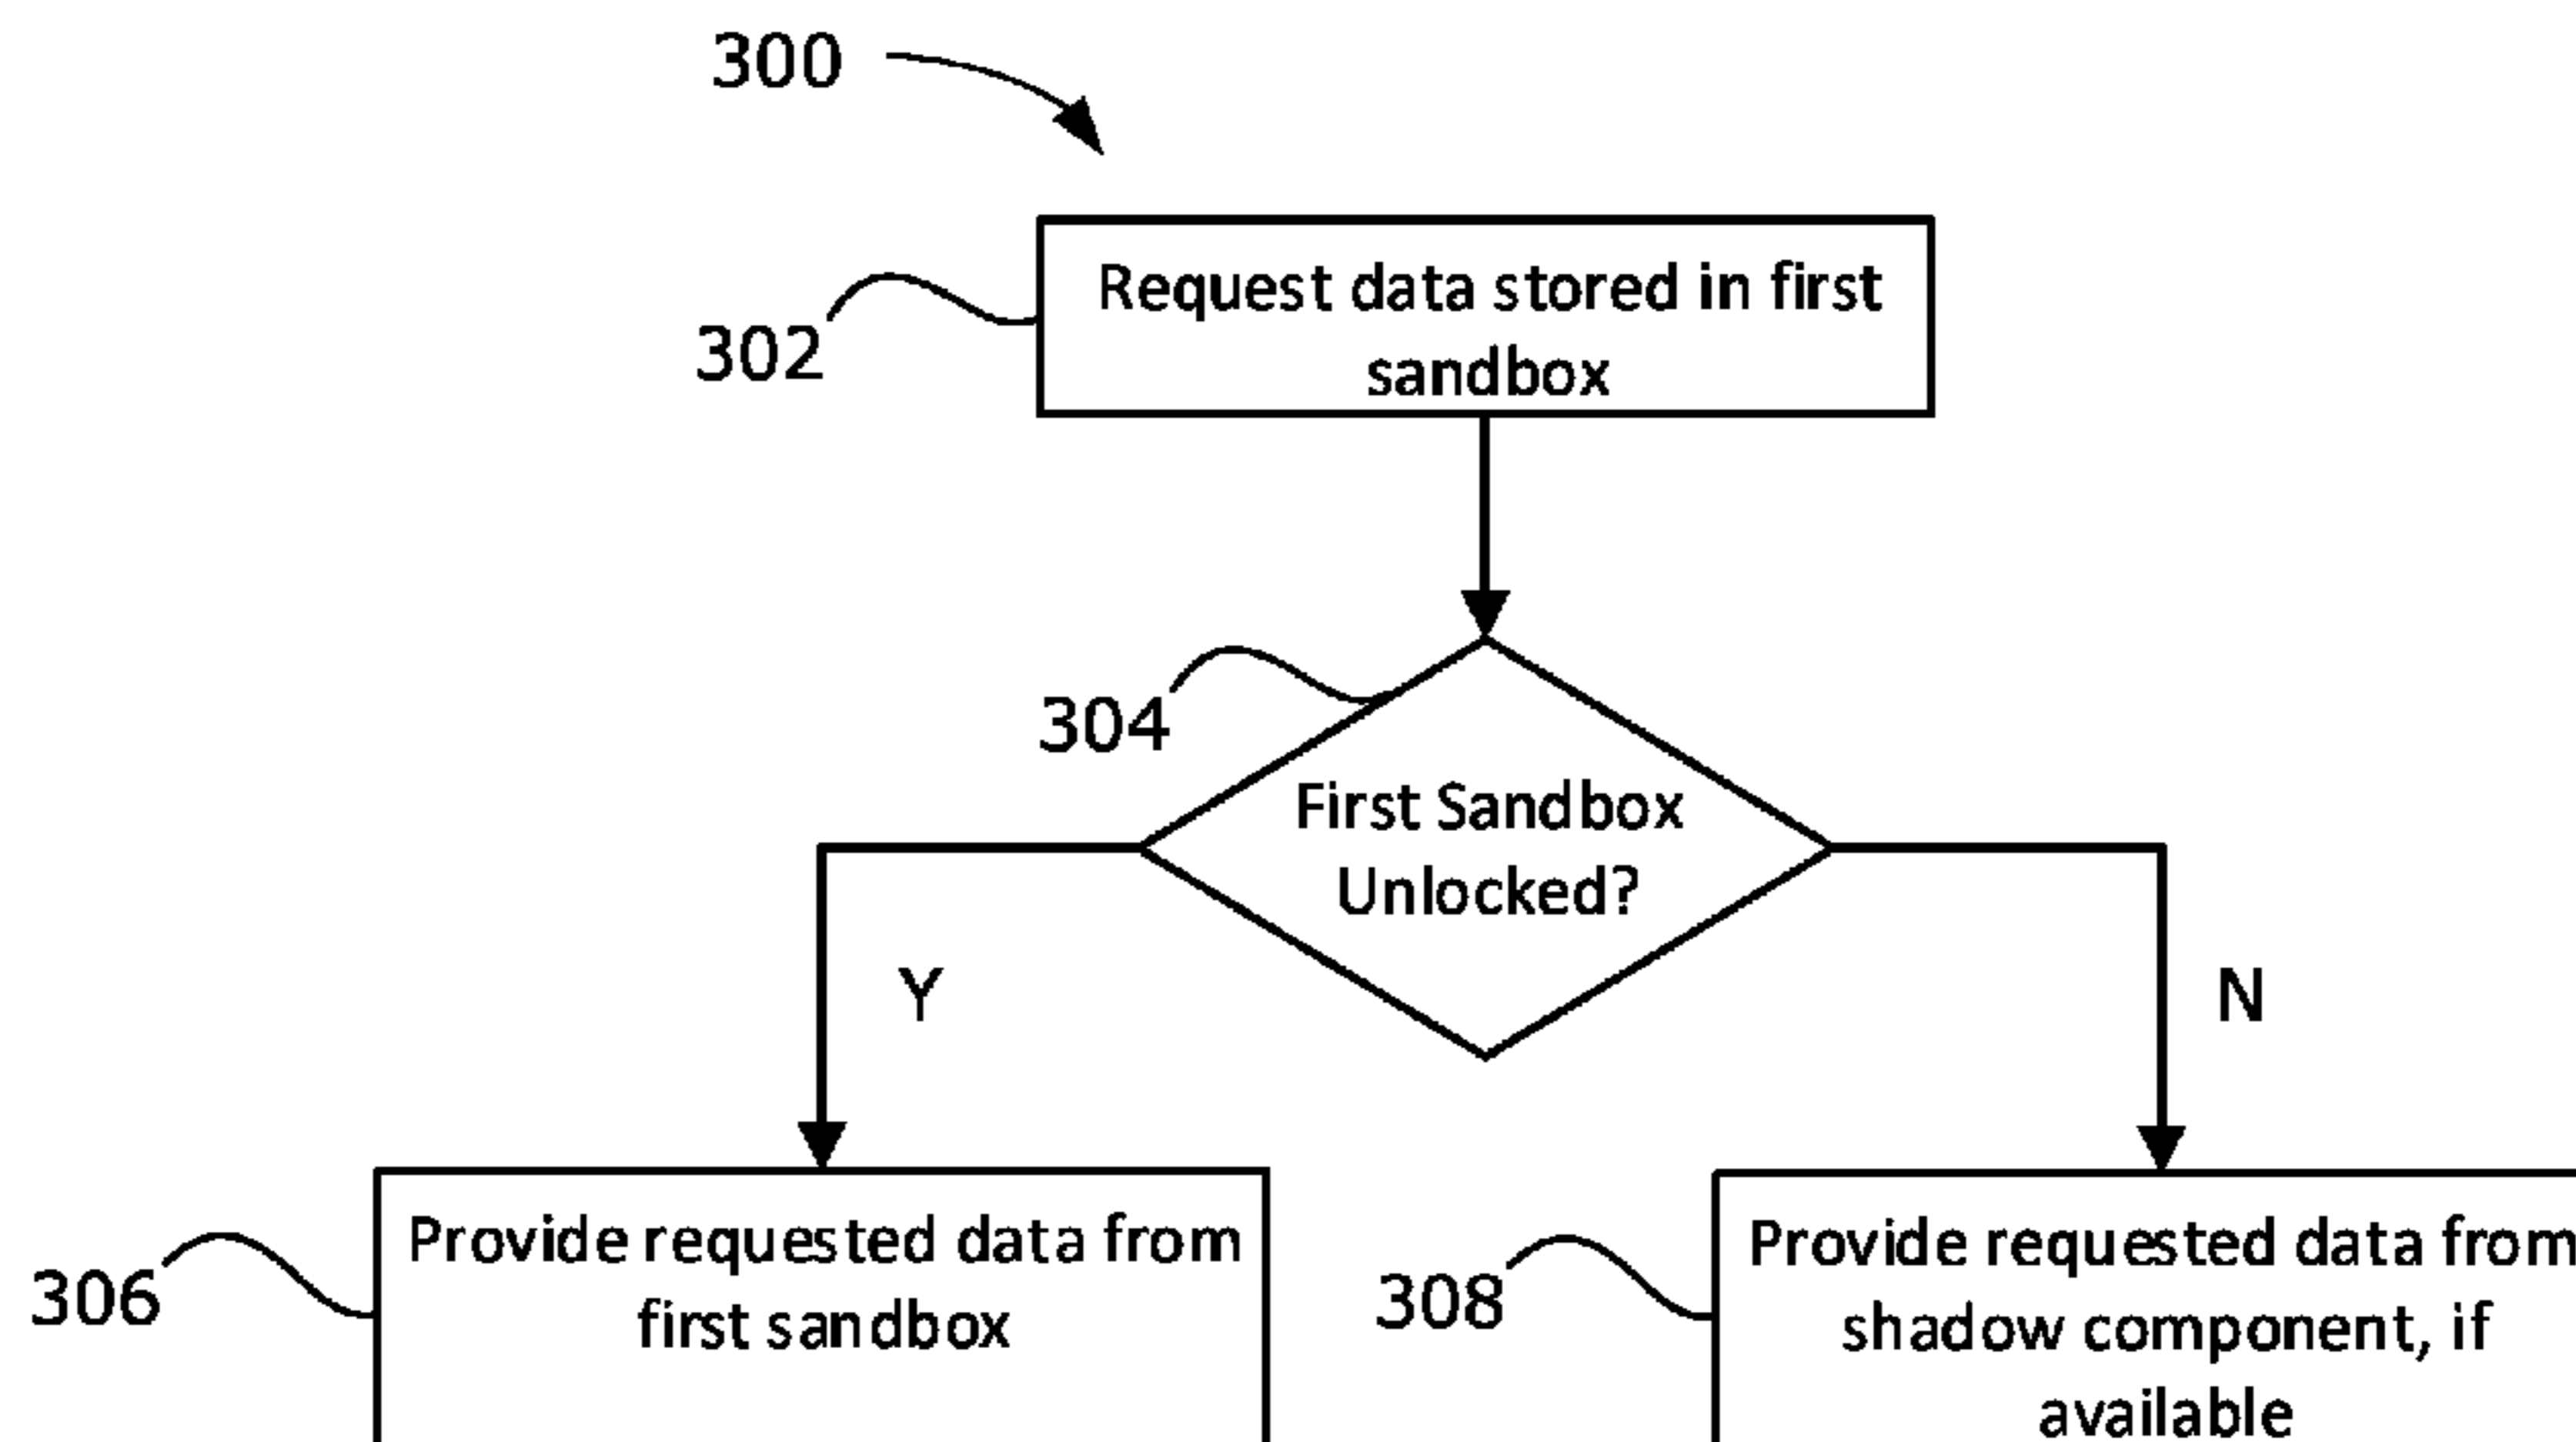 300
Request data stored in first
sandbox
302
304
First Sandbox
Unlocked?
Y
N
Provide requested data from
first sandbox
306
Provide requested data from
shadow component, if
available
308